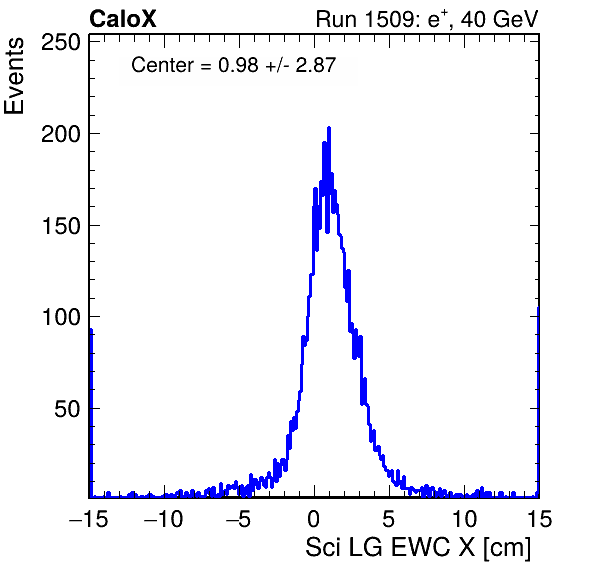 CaloX Run 1509: e⁺, 40 GeV
Events
Center = 0.98 +/- 2.87
250
200
150
100
50
−15 −10 −5 0 5 10 15
Sci LG EWC X [cm]